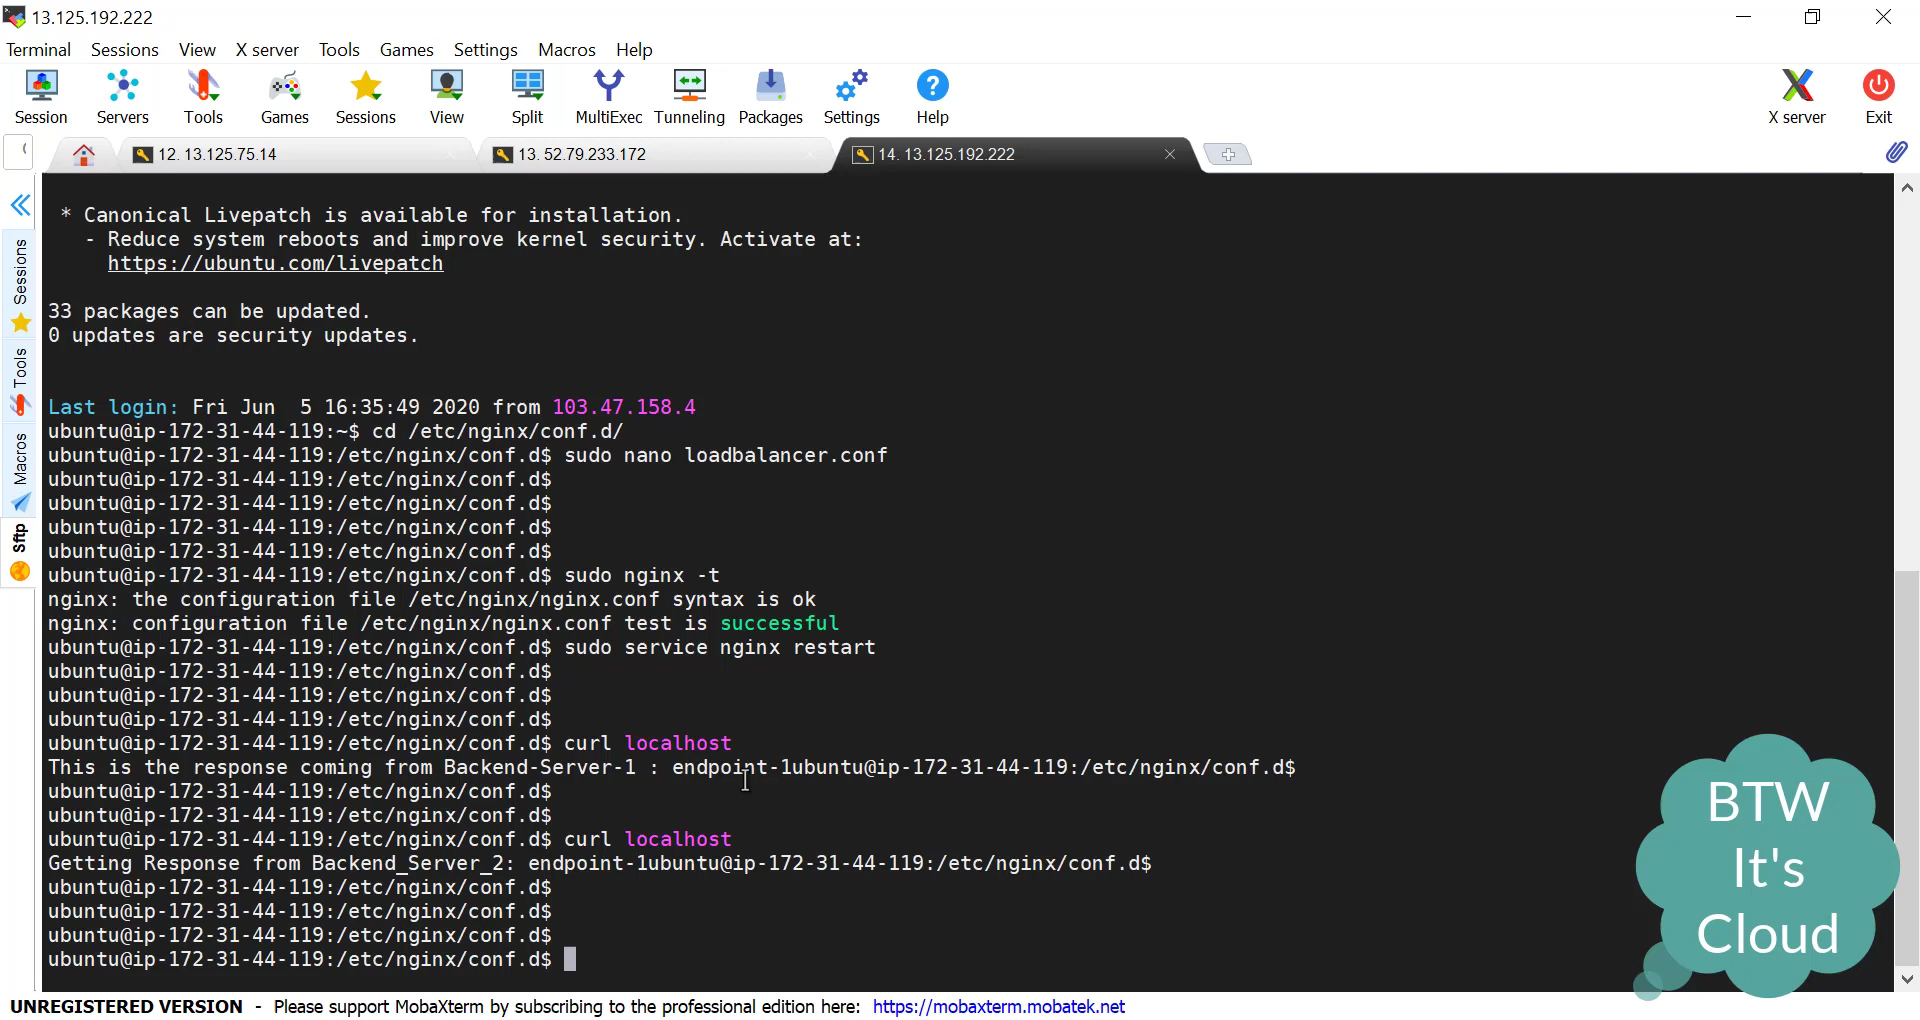 13.125.192.222
Terminal Sessions View X server Tools Games Settings Macros Help
Session Servers Tools Games Sessions View Split MultiExec Tunneling Packages Settings Help X server Exit
12. 13.125.75.14 13. 52.79.233.172 14. 13.125.192.222
Sessions
Tools
Macros
Sftp
* Canonical Livepatch is available for installation.
- Reduce system reboots and improve kernel security. Activate at:
https://ubuntu.com/livepatch
33 packages can be updated.
0 updates are security updates.
Last login: Fri Jun  5 16:35:49 2020 from 103.47.158.4
ubuntu@ip-172-31-44-119:~$ cd /etc/nginx/conf.d/
ubuntu@ip-172-31-44-119:/etc/nginx/conf.d$ sudo nano loadbalancer.conf
ubuntu@ip-172-31-44-119:/etc/nginx/conf.d$
ubuntu@ip-172-31-44-119:/etc/nginx/conf.d$
ubuntu@ip-172-31-44-119:/etc/nginx/conf.d$
ubuntu@ip-172-31-44-119:/etc/nginx/conf.d$
ubuntu@ip-172-31-44-119:/etc/nginx/conf.d$ sudo nginx -t
nginx: the configuration file /etc/nginx/nginx.conf syntax is ok
nginx: configuration file /etc/nginx/nginx.conf test is successful
ubuntu@ip-172-31-44-119:/etc/nginx/conf.d$ sudo service nginx restart
ubuntu@ip-172-31-44-119:/etc/nginx/conf.d$
ubuntu@ip-172-31-44-119:/etc/nginx/conf.d$
ubuntu@ip-172-31-44-119:/etc/nginx/conf.d$
ubuntu@ip-172-31-44-119:/etc/nginx/conf.d$ curl localhost
This is the response coming from Backend-Server-1 : endpoint-1ubuntu@ip-172-31-44-119:/etc/nginx/conf.d$
ubuntu@ip-172-31-44-119:/etc/nginx/conf.d$
ubuntu@ip-172-31-44-119:/etc/nginx/conf.d$
ubuntu@ip-172-31-44-119:/etc/nginx/conf.d$ curl localhost
Getting Response from Backend_Server_2: endpoint-1ubuntu@ip-172-31-44-119:/etc/nginx/conf.d$
ubuntu@ip-172-31-44-119:/etc/nginx/conf.d$
ubuntu@ip-172-31-44-119:/etc/nginx/conf.d$
ubuntu@ip-172-31-44-119:/etc/nginx/conf.d$
ubuntu@ip-172-31-44-119:/etc/nginx/conf.d$
BTW
It's
Cloud
UNREGISTERED VERSION - Please support MobaXterm by subscribing to the professional edition here: https://mobaxterm.mobatek.net